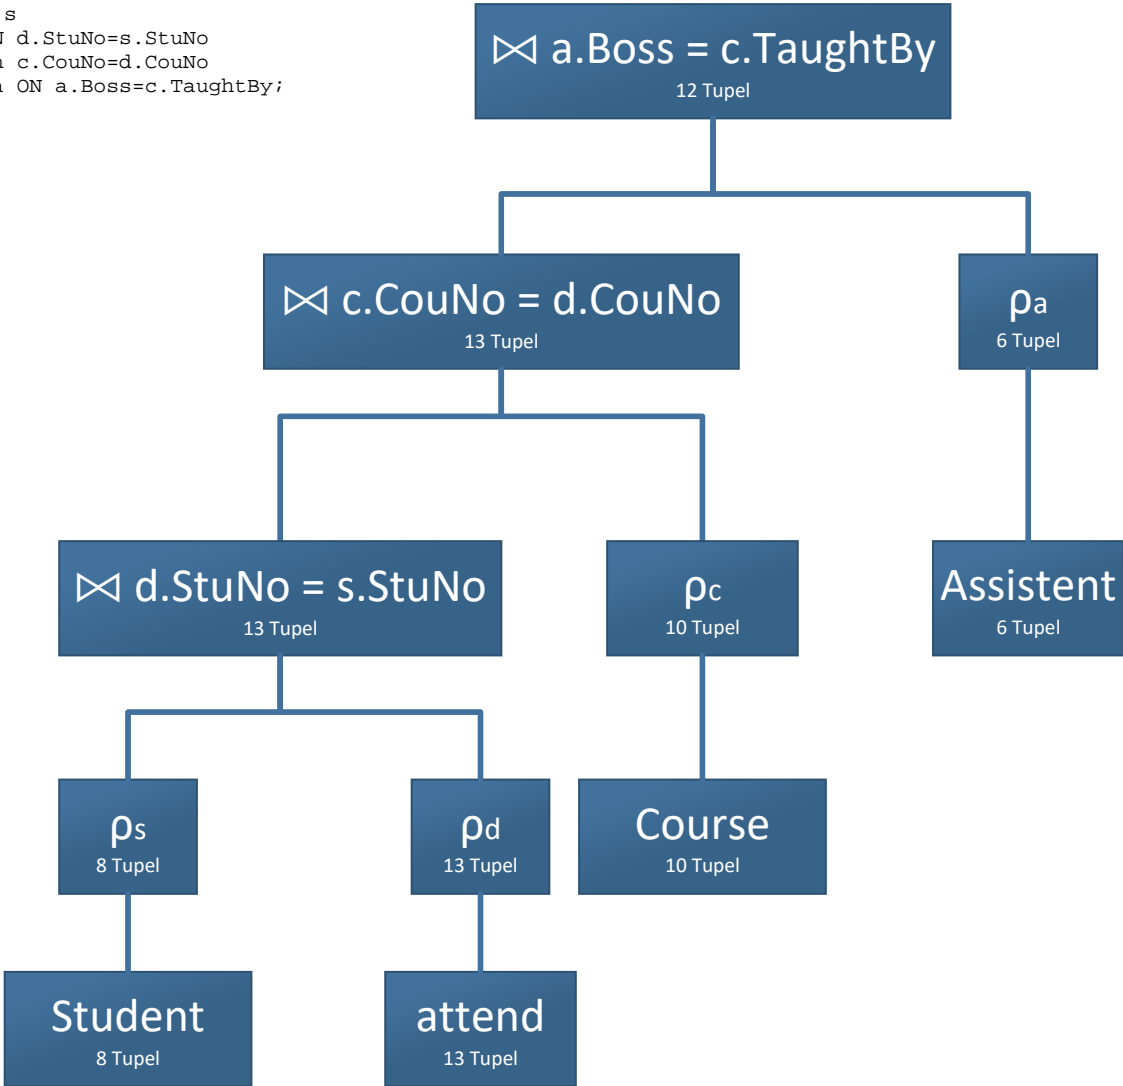 s
d.StuNo=s.StuNo
c.CouNo=d.CouNo
ON a.Boss=c.TaughtBy;
⋈ a.Boss = c.TaughtBy
12 Tupel
⋈ c.CouNo = d.CouNo
13 Tupel
ρa
6 Tupel
⋈ d.StuNo = s.StuNo
13 Tupel
ρc
10 Tupel
Assistent
6 Tupel
ρs
8 Tupel
ρd
13 Tupel
Course
10 Tupel
Student
8 Tupel
attend
13 Tupel